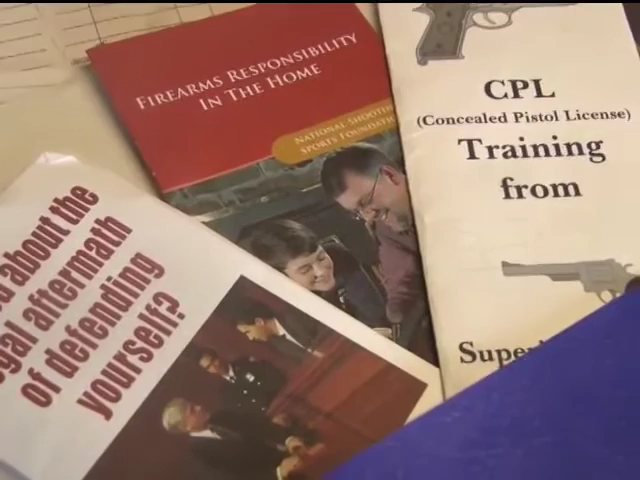 FIREARMS RESPONSIBILITY
IN THE HOME
NATIONAL SHOOTING
SPORTS FOUNDATION
CPL
(Concealed Pistol License)
Training
from
about the
aftermath
of defending
yourself?